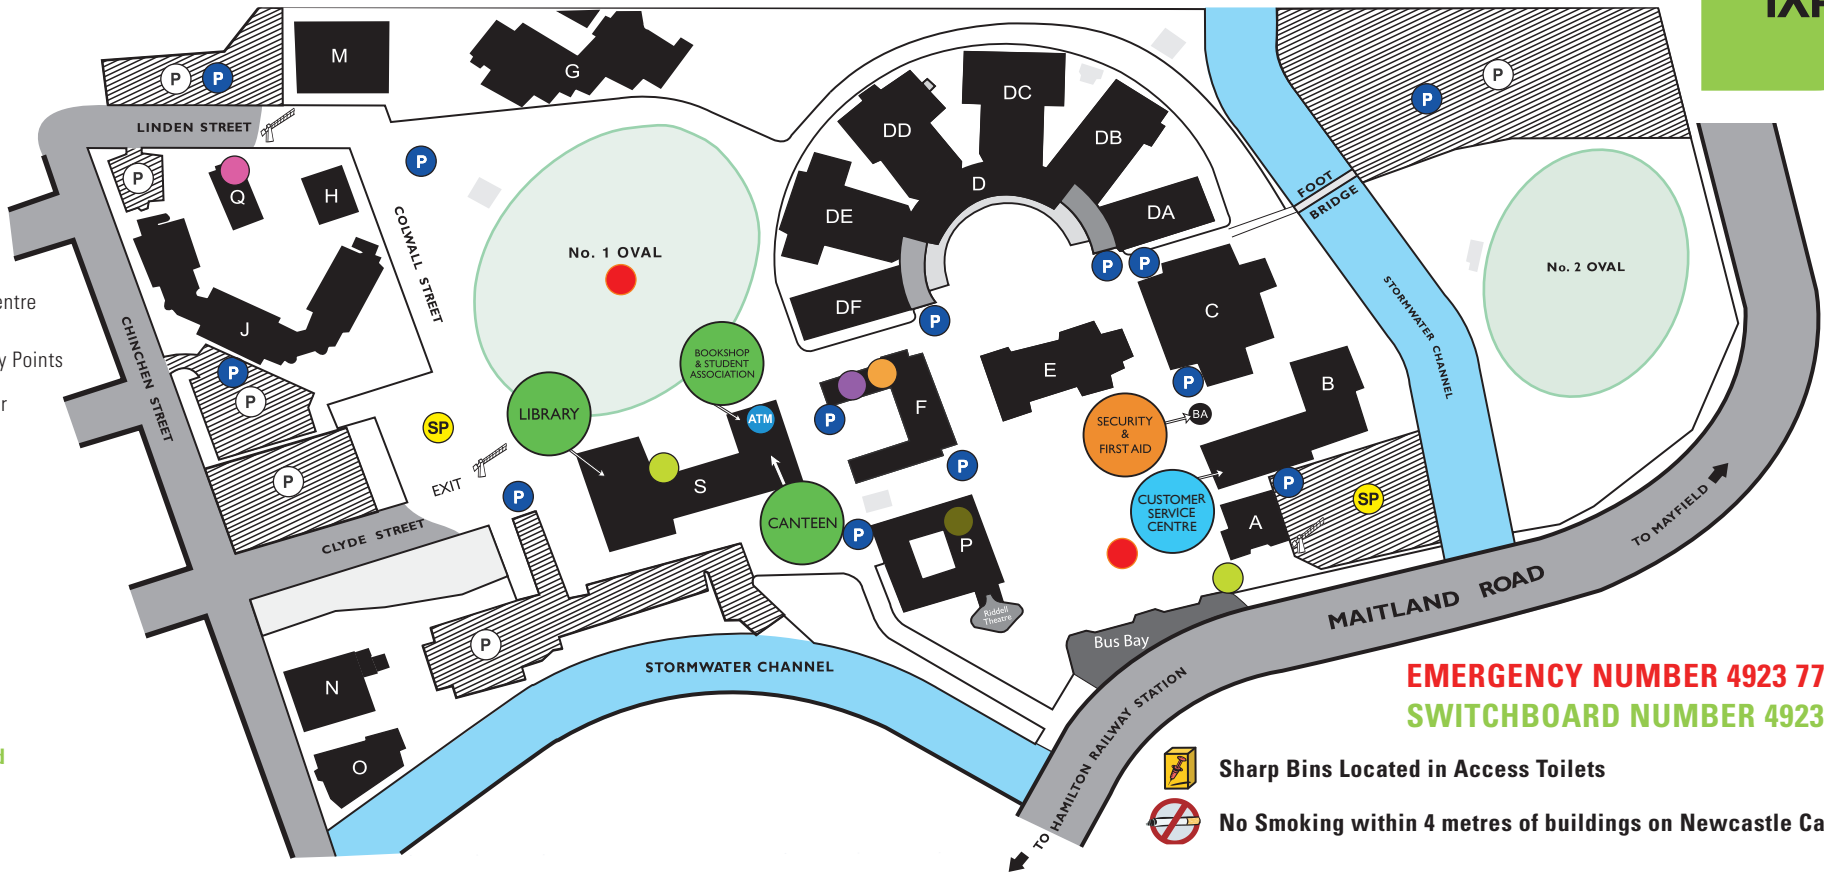 M
G
P
P
LINDEN STREET
P
Q
H
P
COLWALL STREET
J
CHINCHEN STREET
P
P
P
No. 1 OVAL
DC
DD
DB
D
DE
DA
DF
P
P
P
C
E
P
B
FOOT
BRIDGE
STORMWATER CHANNEL
P
P
No. 2 OVAL
entre
y Points
r
d
SP
EXIT
P
CLYDE STREET
LIBRARY
BOOKSHOP
& STUDENT
ASSOCIATION
ATM
S
CANTEEN
P
P
F
P
P
Riddell
Theatre
SECURITY
&
FIRST AID
BA
CUSTOMER
SERVICE
CENTRE
A
P
SP
Bus Bay
MAITLAND ROAD
TO MAYFIELD
TO HAMILTON RAILWAY STATION
STORMWATER CHANNEL
P
N
O
EMERGENCY NUMBER 4923 77
SWITCHBOARD NUMBER 4923
Sharp Bins Located in Access Toilets
No Smoking within 4 metres of buildings on Newcastle Ca